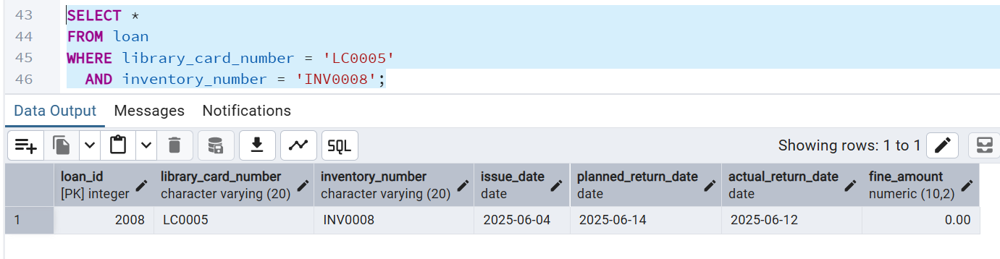 43 SELECT *
44 FROM loan
45 WHERE library_card_number = 'LC0005'
46 AND inventory_number = 'INV0008';
Data Output Messages Notifications
SQL Showing rows: 1 to 1
loan_id library_card_number inventory_number issue_date planned_return_date actual_return_date fine_amount
[PK] integer character varying (20) character varying (20) date date date numeric (10,2)
1 2008 LC0005 INV0008 2025-06-04 2025-06-14 2025-06-12 0.00